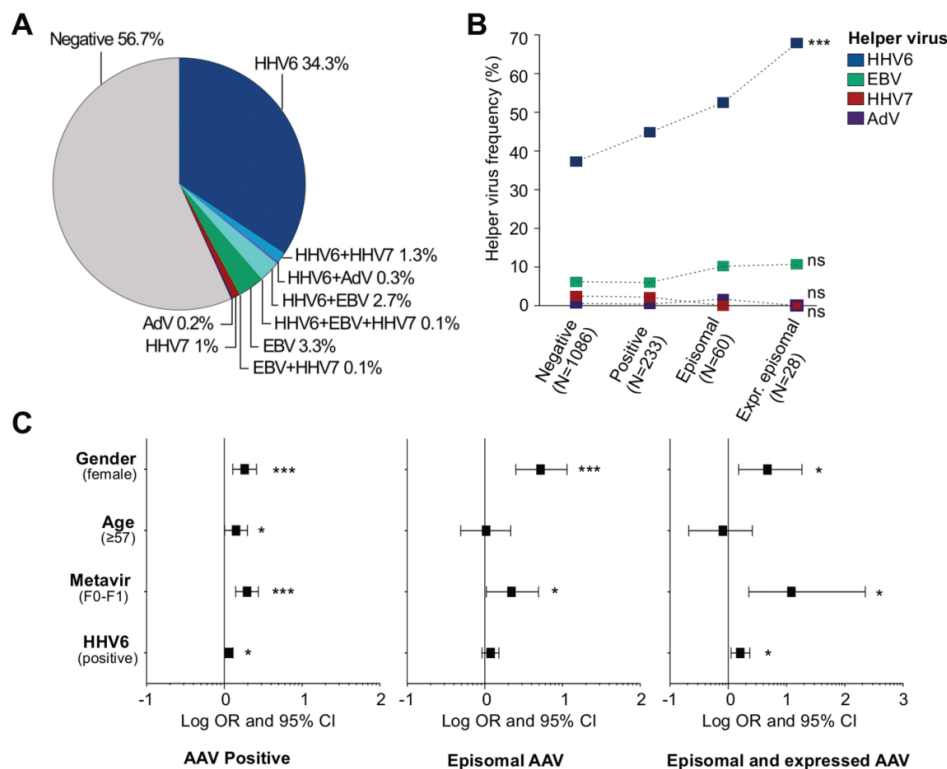 A
Negative 56.7%
HHV6 34.3%
HHV6+HHV7 1.3%
HHV6+AdV 0.3%
HHV6+EBV 2.7%
HHV6+EBV+HHV7 0.1%
EBV 3.3%
EBV+HHV7 0.1%
HHV7 1%
AdV 0.2%
B
Helper virus frequency (%)
70
60
50
40
30
20
10
0
***
ns
ns
ns
Helper virus
HHV6
EBV
HHV7
AdV
Negative
(N=1086)
Positive
(N=233)
Episomal
(N=60)
Expr. episomal
(N=28)
C
Gender
(female)
Age
(≥57)
Metavir
(F0-F1)
HHV6
(positive)
***
*
***
*
-1 0 1 2
Log OR and 95% CI
AAV Positive
***
*
-1 0 1 2
Log OR and 95% CI
Episomal AAV
*
*
*
-1 0 1 2 3
Log OR and 95% CI
Episomal and expressed AAV